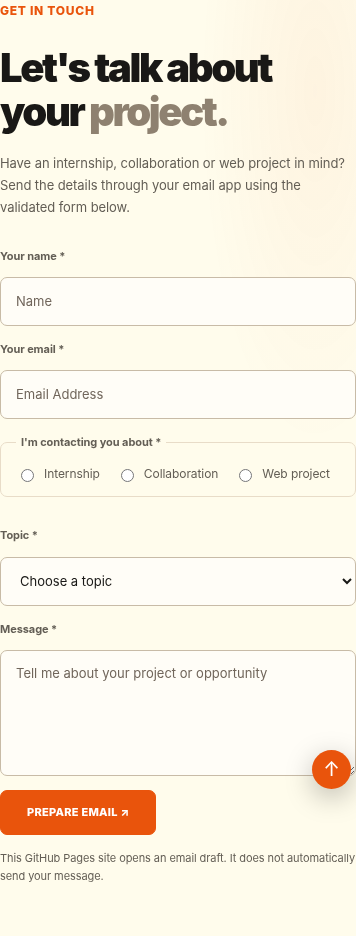 GET IN TOUCH
Let's talk about
your project.
Have an internship, collaboration or web project in mind?
Send the details through your email app using the
validated form below.
Your name *
Name
Your email *
Email Address
I'm contacting you about *
Internship Collaboration Web project
Topic *
Choose a topic
Message *
Tell me about your project or opportunity
↑
PREPARE EMAIL ↗
This GitHub Pages site opens an email draft. It does not automatically
send your message.